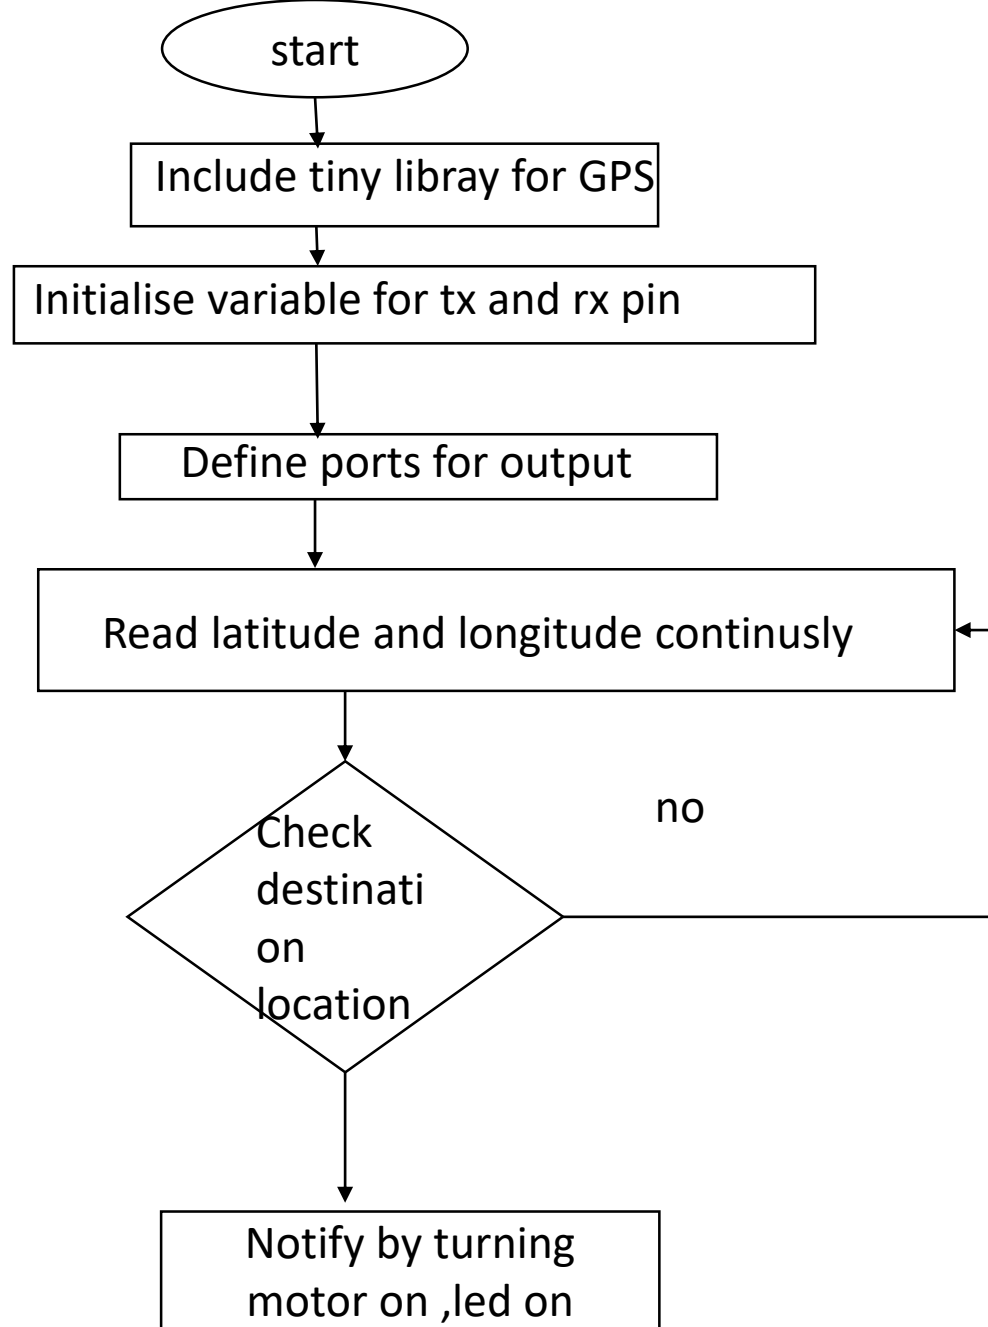 start
Include tiny libray for GPS
Initialise variable for tx and rx pin
Define ports for output
Read latitude and longitude continusly
no
Check
destinati
on
location
Notify by turning
motor on ,led on